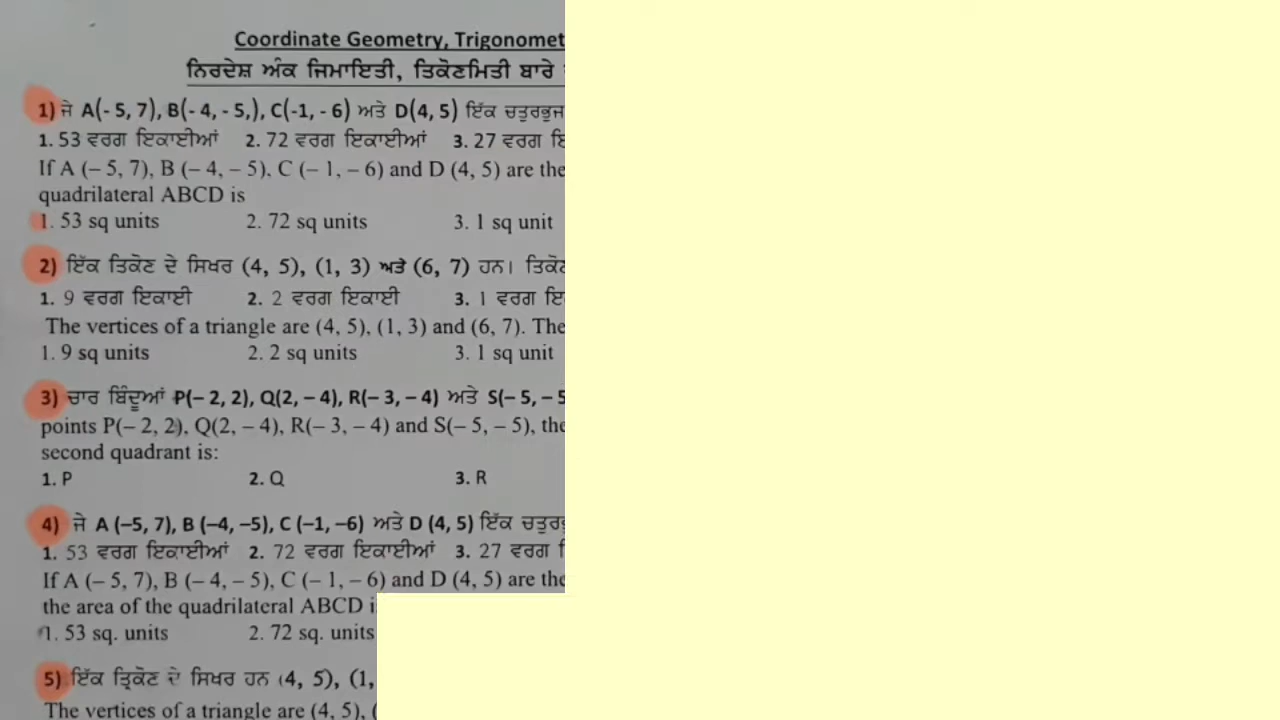 Coordinate Geometry,
ਨਿਰਦੇਸ਼ ਅੰਕ ਜਿਮਾਇਤੀ, ਤਿਕੋਣਮਿਤੀ ਬਾਰੇ
1) ਜੇ A(- 5, 7), B(- 4, - 5,), C(-1, - 6) ਅਤੇ D(4, 5) ਇੱਕ ਚਤੁਰਭੁਜ
1. 53 ਵਰਗ ਇਕਾਈਆਂ 2. 72 ਵਰਗ ਇਕਾਈਆਂ 3. 27 ਵਰਗ
If A (– 5, 7), B (– 4, – 5), C (– 1, – 6) and D (4, 5) are the
quadrilateral ABCD is
1. 53 sq units 2. 72 sq units 3. 1 sq unit
2) ਇੱਕ ਤਿਕੋਣ ਦੇ ਸਿਖਰ (4, 5), (1, 3) ਅਤੇ (6, 7) ਹਨ।
1. 9 ਵਰਗ ਇਕਾਈ 2. 2 ਵਰਗ ਇਕਾਈ 3. 1 ਵਰਗ
The vertices of a triangle are (4, 5), (1, 3) and (6, 7). The
1. 9 sq units 2. 2 sq units 3. 1 sq unit
3) ਚਾਰ ਬਿੰਦੂਆਂ P(– 2, 2), Q(2, – 4), R(– 3, – 4) ਅਤੇ S(– 5, – 5
points P(– 2, 2), Q(2, – 4), R(– 3, – 4) and S(– 5, – 5), the
second quadrant is:
1. P 2. Q 3. R
4) ਜੇ A (–5, 7), B (–4, –5), C (–1, –6) ਅਤੇ D (4, 5) ਇੱਕ
1. 53 ਵਰਗ ਇਕਾਈਆਂ 2. 72 ਵਰਗ ਇਕਾਈਆਂ 3. 27 ਵਰਗ
If A (– 5, 7), B (– 4, – 5), C (– 1, – 6) and D (4, 5) are the
the area of the quadrilateral ABCD
1. 53 sq. units 2. 72 sq. units
5) ਇੱਕ ਤ੍ਰਿਕੋਣ ਦੇ ਸਿਖਰ ਹਨ (4, 5), (1,
The vertices of a triangle are (4, 5), (